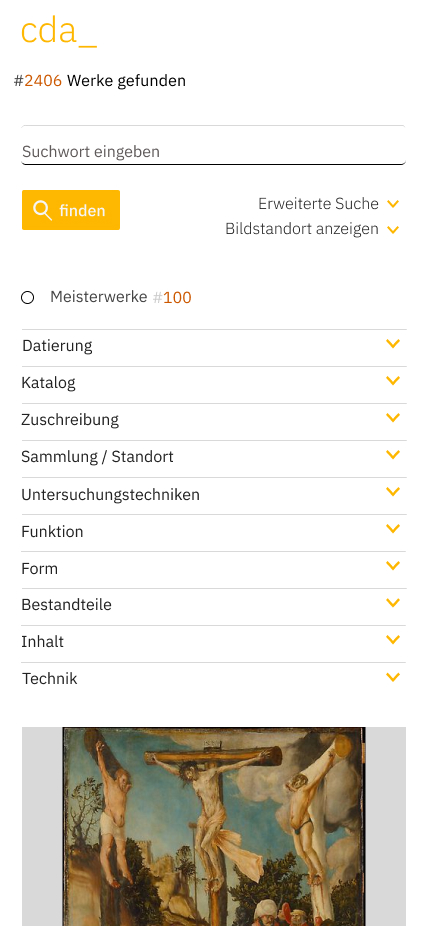 cda_
#2406 Werke gefunden
Suchwort eingeben
finden
Erweiterte Suche
Bildstandort anzeigen
Meisterwerke #100
Datierung
Katalog
Zuschreibung
Sammlung / Standort
Untersuchungstechniken
Funktion
Form
Bestandteile
Inhalt
Technik